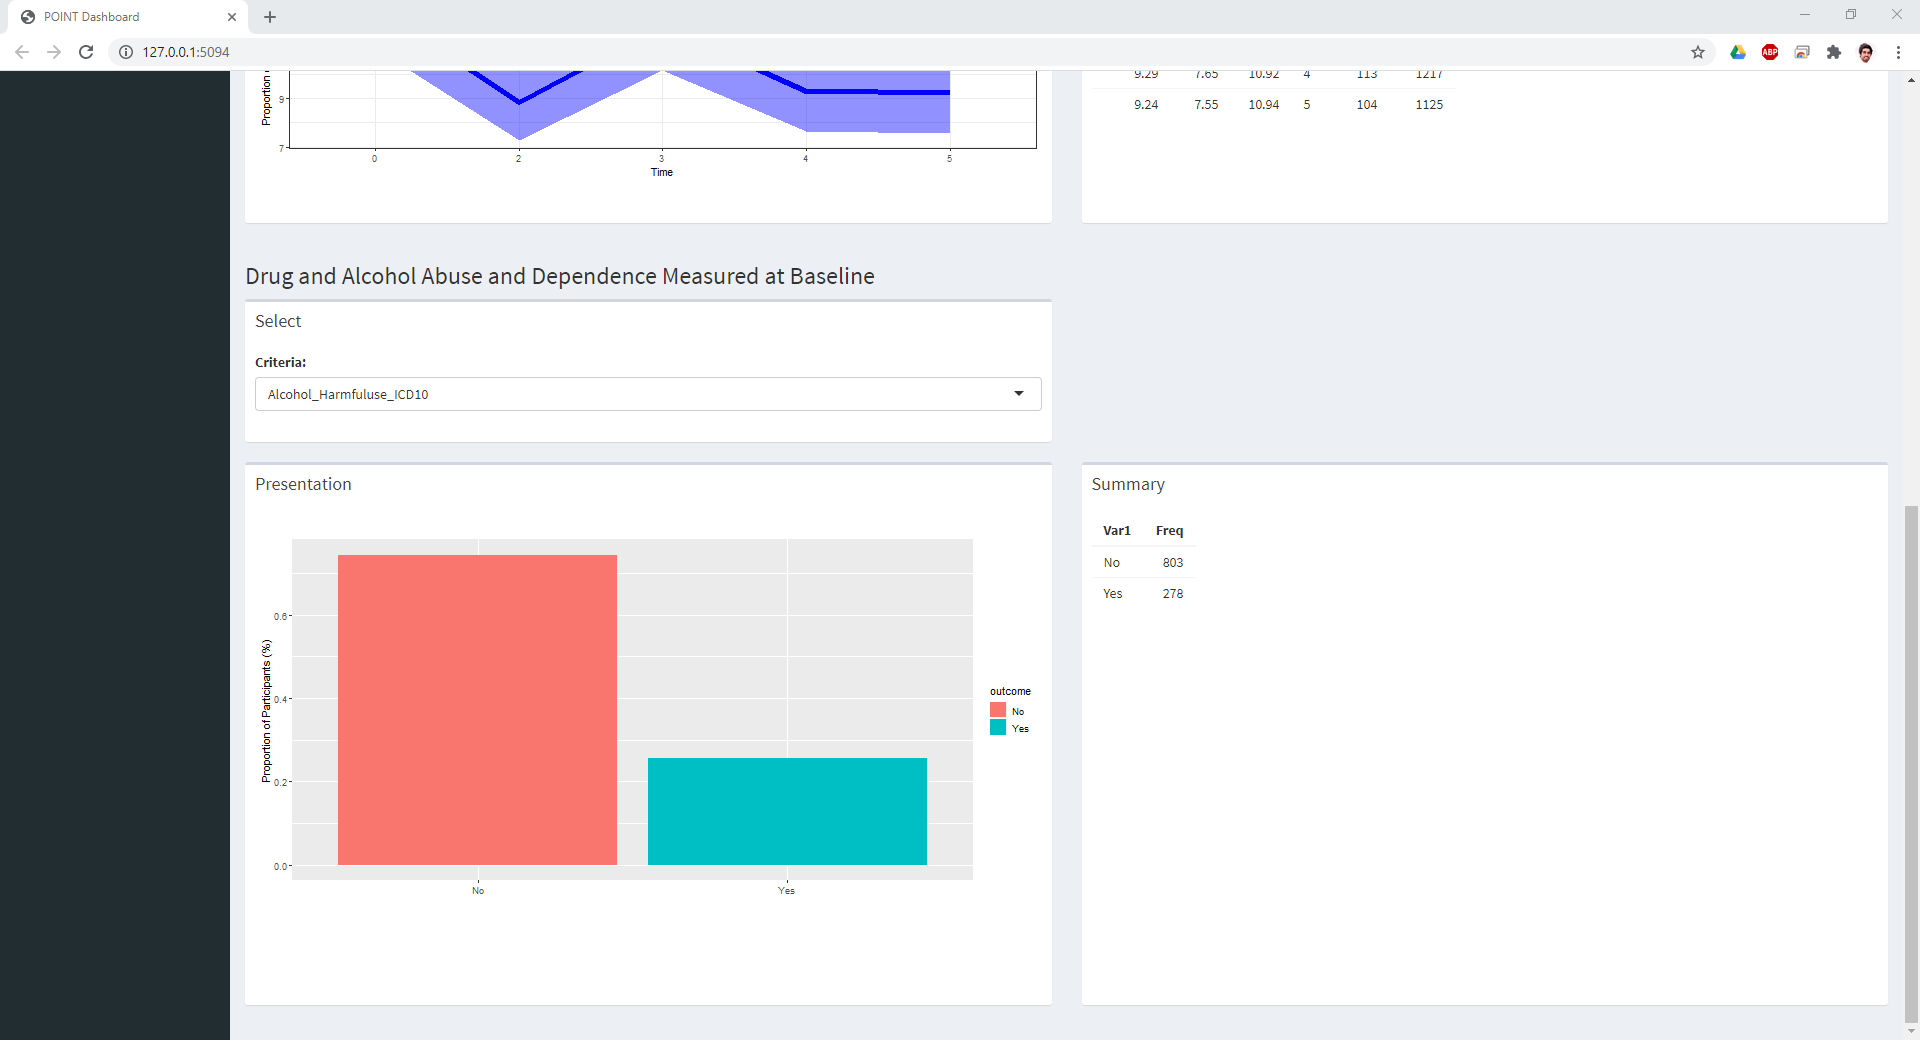 POINT Dashboard
127.0.0.1:5094
ABP
9
7
0 2 3 4 5
Time
9.29 7.65 10.92 4 113 1217
9.24 7.55 10.94 5 104 1125
Drug and Alcohol Abuse and Dependence Measured at Baseline
Select
Criteria:
Alcohol_Harmfuluse_ICD10
Presentation
Proportion of Participants (%)
0.6
0.4
0.2
0.0
No Yes
outcome
No
Yes
Summary
Var1 Freq
No 803
Yes 278